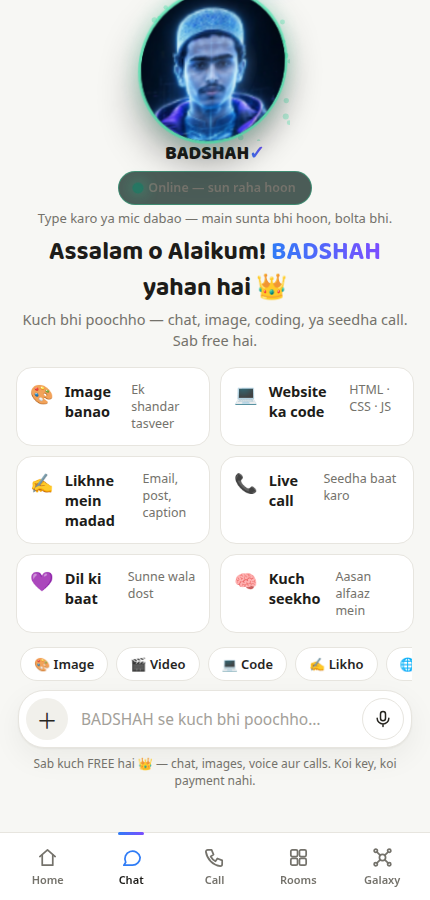 BADSHAH✓
Online — sun raha hoon
Type karo ya mic dabao — main sunta bhi hoon, bolta bhi.
Assalam o Alaikum! BADSHAH
yahan hai 👑
Kuch bhi poochho — chat, image, coding, ya seedha call.
Sab free hai.
🎨 Image banao
Ek shandar tasveer
💻 Website ka code
HTML · CSS · JS
✍️ Likhne mein madad
Email, post, caption
📞 Live call
Seedha baat karo
💜 Dil ki baat
Sunne wala dost
🧠 Kuch seekho
Aasan alfaaz mein
🎨 Image 🎬 Video 💻 Code ✍️ Likho 🌐
BADSHAH se kuch bhi poochho...
Sab kuch FREE hai 👑 — chat, images, voice aur calls. Koi key, koi
payment nahi.
Home Chat Call Rooms Galaxy